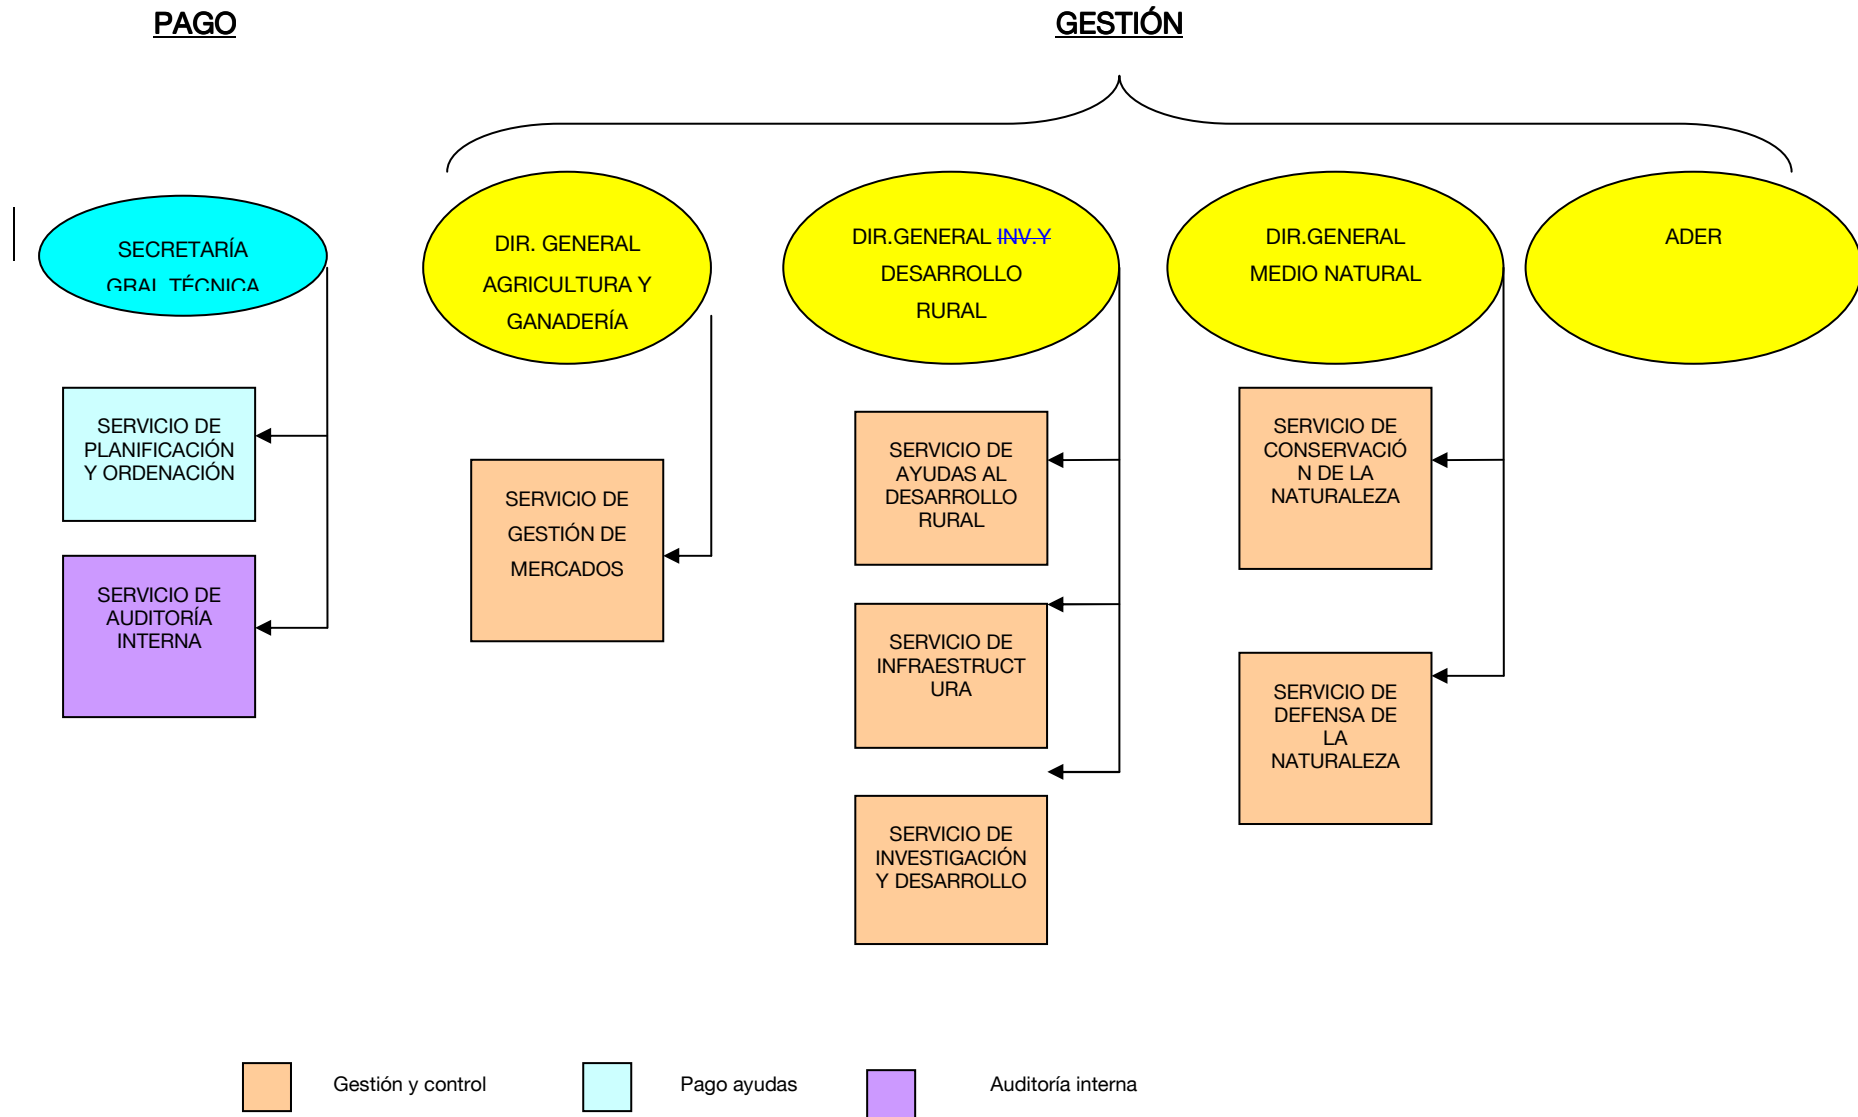 PAGO
GESTIÓN
SECRETARÍA
GRAL TÉCNICA
DIR. GENERAL
AGRICULTURA Y
GANADERÍA
DIR.GENERAL INV.Y
DESARROLLO
RURAL
DIR.GENERAL
MEDIO NATURAL
ADER
SERVICIO DE
PLANIFICACIÓN
Y ORDENACIÓN
SERVICIO DE
AUDITORÍA
INTERNA
SERVICIO DE
GESTIÓN DE
MERCADOS
SERVICIO DE
AYUDAS AL
DESARROLLO
RURAL
SERVICIO DE
INFRAESTRUCT
URA
SERVICIO DE
INVESTIGACIÓN
Y DESARROLLO
SERVICIO DE
CONSERVACIÓ
N DE LA
NATURALEZA
SERVICIO DE
DEFENSA DE
LA
NATURALEZA
Gestión y control
Pago ayudas
Auditoría interna